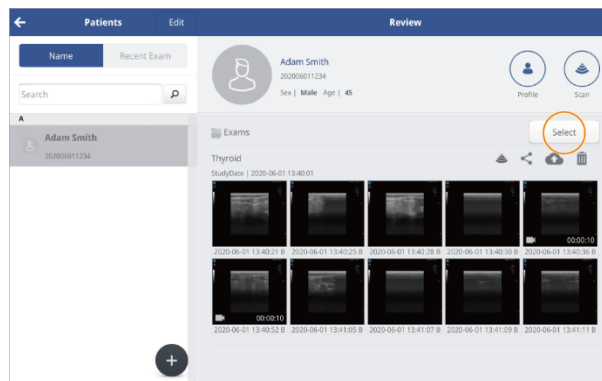 Patients Edit Review
Name Recent Exam
Search
A
Adam Smith
202006011234
Adam Smith
202006011234
Sex | Male Age | 45
Profile Scan
Exams
Select
Thyroid
StudyDate | 2020-06-01 13:40:01
00:00:10
2020-06-01 13:40:21 B 2020-06-01 13:40:25 B 2020-06-01 13:40:28 B 2020-06-01 13:40:30 B 2020-06-01 13:40:36 B
00:00:10
2020-06-01 13:40:52 B 2020-06-01 13:41:05 B 2020-06-01 13:41:07 B 2020-06-01 13:41:09 B 2020-06-01 13:41:11 B